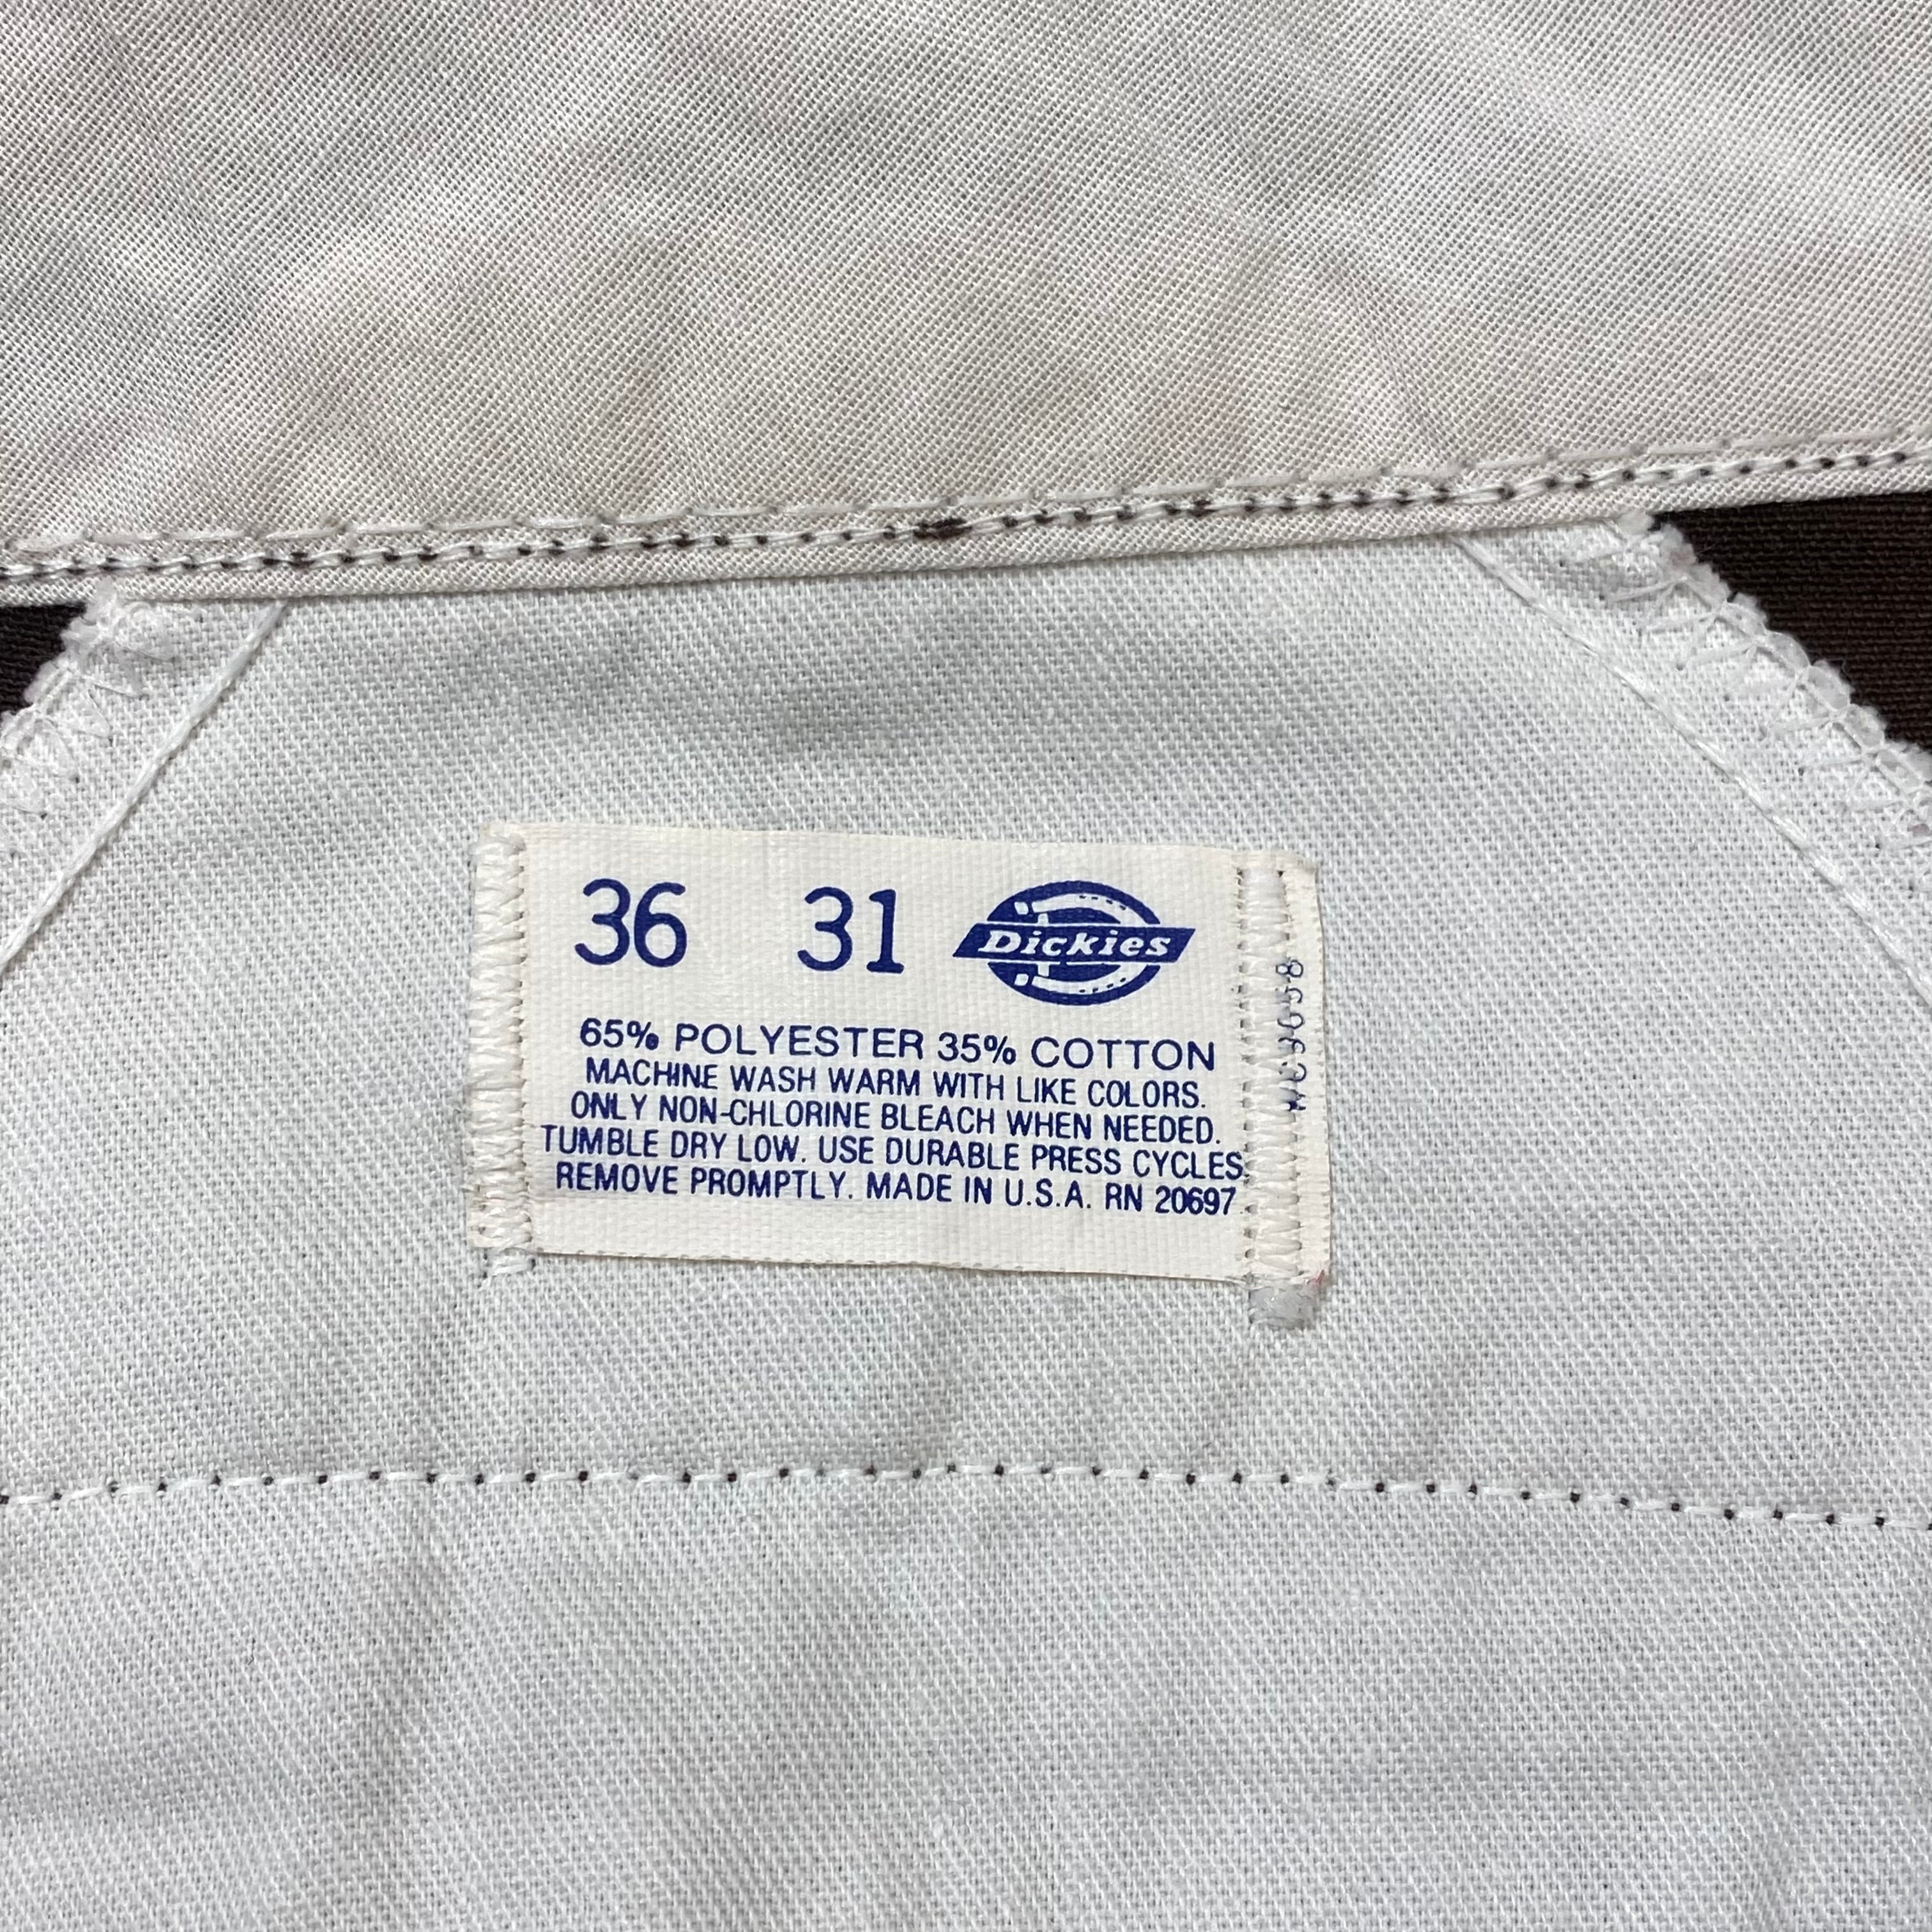 36 31 Dickies
65% POLYESTER 35% COTTON
MACHINE WASH WARM WITH LIKE COLORS.
ONLY NON-CHLORINE BLEACH WHEN NEEDED.
TUMBLE DRY LOW. USE DURABLE PRESS CYCLES.
REMOVE PROMPTLY. MADE IN U.S.A. RN 20697